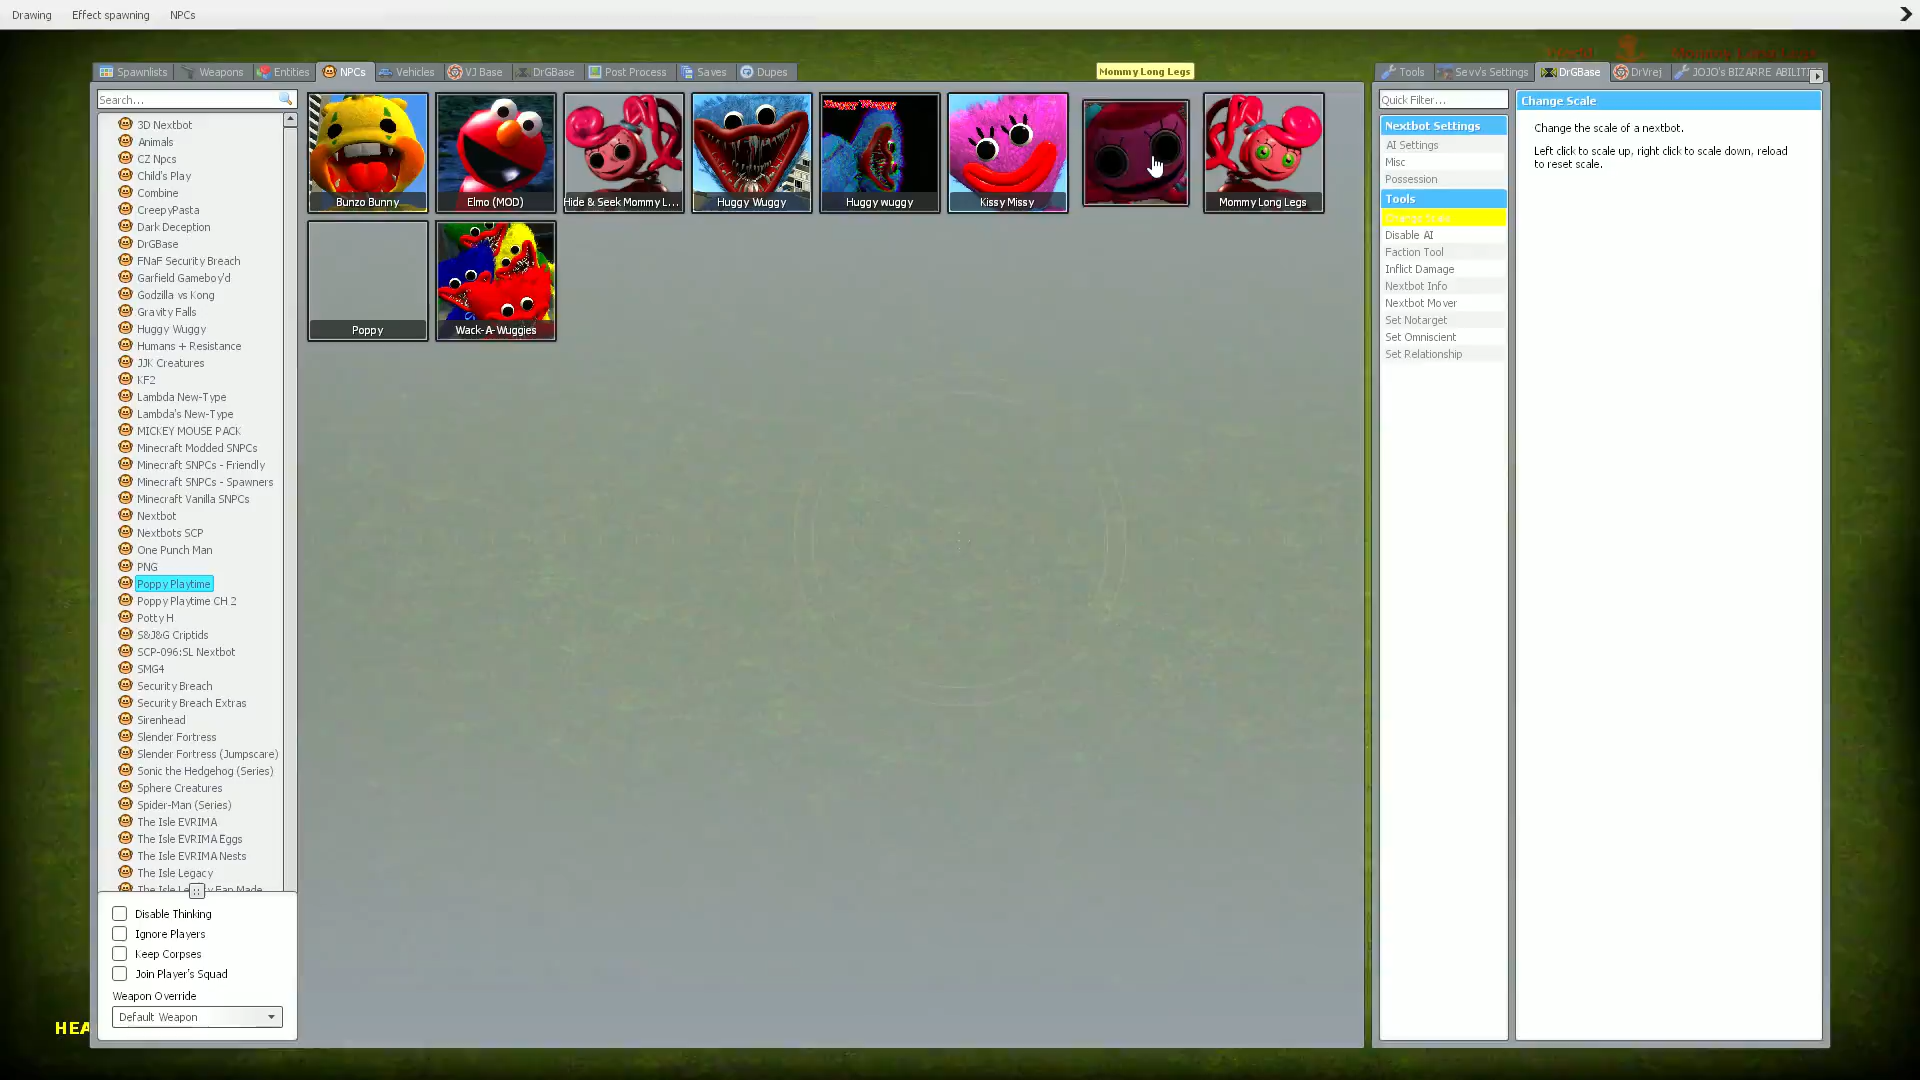 Drawing
Effect spawning
NPCs
Mommy Long Legs
Spawnlists
Weapons
Entities
NPCs
Vehicles
VJ Base
DrGBase
Post Process
Saves
Dupes
Mommy Long Legs
Tools
Sevv's Settings
DrGBase
DrVrej
JOJO's BIZARRE ABILITI
Search...
3D Nextbot
Animals
CZ Npcs
Child's Play
Combine
CreepyPasta
Dark Deception
DrGBase
FNaF Security Breach
Garfield Gameboy'd
Godzilla vs Kong
Gravity Falls
Huggy Wuggy
Humans + Resistance
JJK Creatures
KF2
Lambda New-Type
Lambda's New-Type
MICKEY MOUSE PACK
Minecraft Modded SNPCs
Minecraft SNPCs - Friendly
Minecraft SNPCs - Spawners
Minecraft Vanilla SNPCs
Nextbot
Nextbots SCP
One Punch Man
PNG
Poppy Playtime
Poppy Playtime CH 2
Potty H
S&J&G Criptids
SCP-096:SL Nextbot
SMG4
Security Breach
Security Breach Extras
Sirenhead
Slender Fortress
Slender Fortress (Jumpscare)
Sonic the Hedgehog (Series)
Sphere Creatures
Spider-Man (Series)
The Isle EVRIMA
The Isle EVRIMA Eggs
The Isle EVRIMA Nests
The Isle Legacy
Disable Thinking
Ignore Players
Keep Corpses
Join Player's Squad
Weapon Override
Default Weapon
HEA
Bunzo Bunny
Elmo (MOD)
Hide & Seek Mommy L...
Huggy Wuggy
Huggy Wuggy
Huggy wuggy
Kissy Missy
Mommy Long Legs
Poppy
Wack-A-Wuggies
Quick Filter...
Nextbot Settings
AI Settings
Misc
Possession
Tools
Change Scale
Disable AI
Faction Tool
Inflict Damage
Nextbot Info
Nextbot Mover
Set Notarget
Set Omniscient
Set Relationship
Change Scale
Change the scale of a nextbot.
Left click to scale up, right click to scale down, reload
to reset scale.